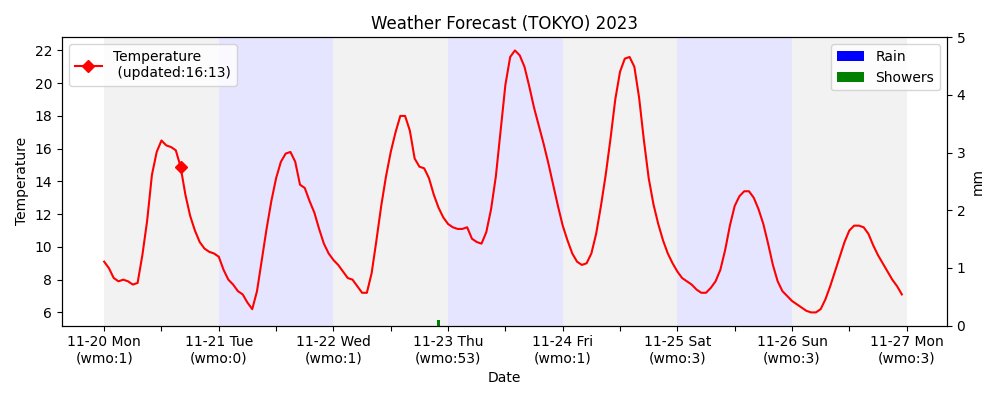 Weather Forecast (TOKYO) 2023
Temperature
(updated:16:13)
Rain
Showers
Temperature
22
20
18
16
14
12
10
8
6
5
4
3
2
1
0
mm
11-20 Mon
(wmo:1)
11-21 Tue
(wmo:0)
11-22 Wed
(wmo:1)
11-23 Thu
(wmo:53)
11-24 Fri
(wmo:1)
11-25 Sat
(wmo:3)
11-26 Sun
(wmo:3)
11-27 Mon
(wmo:3)
Date